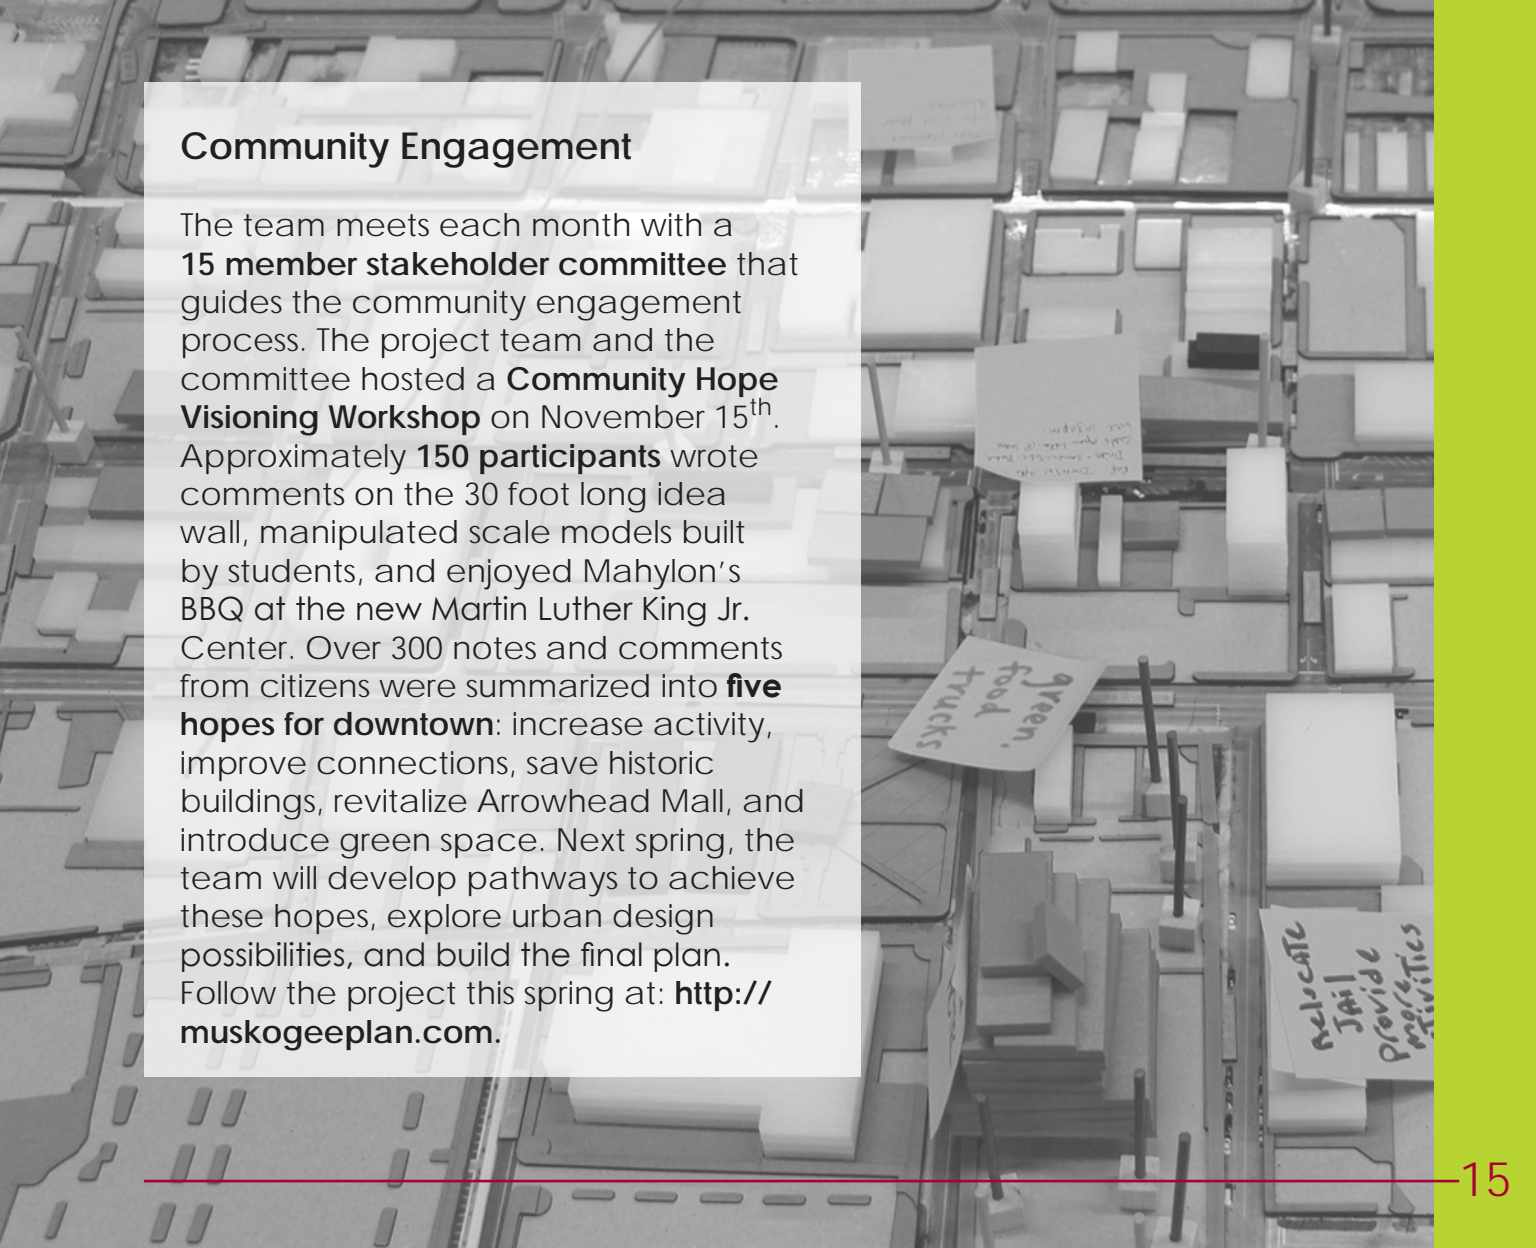 Community Engagement
The team meets each month with a
15 member stakeholder committee that
guides the community engagement
process. The project team and the
committee hosted a Community Hope
Visioning Workshop on November 15th.
Approximately 150 participants wrote
comments on the 30 foot long idea
wall, manipulated scale models built
by students, and enjoyed Mahylon’s
BBQ at the new Martin Luther King Jr.
Center. Over 300 notes and comments
from citizens were summarized into five
hopes for downtown: increase activity,
improve connections, save historic
buildings, revitalize Arrowhead Mall, and
introduce green space. Next spring, the
team will develop pathways to achieve
these hopes, explore urban design
possibilities, and build the final plan.
Follow the project this spring at: http://
muskogeeplan.com.
green.
food
trucks
RelocATe
JAil
provide
more
15